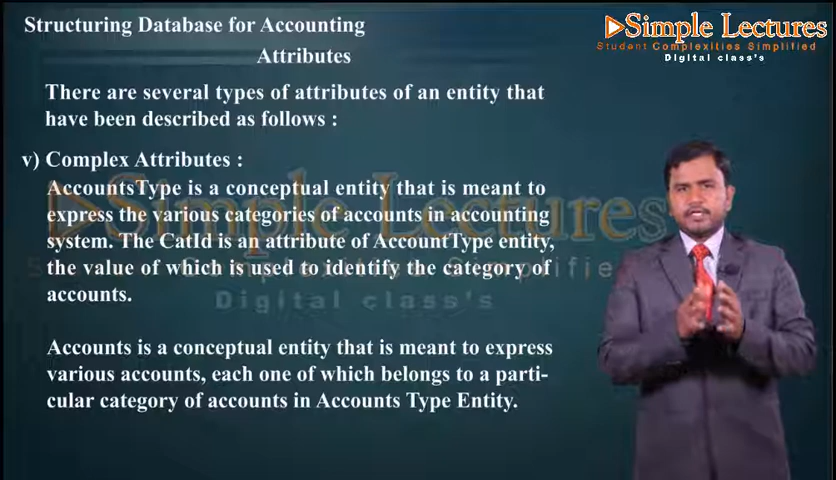 Structuring Database for Accounting
Attributes
Simple Lectures
Student Complexities Simplified
Digital class's
There are several types of attributes of an entity that
have been described as follows :
v) Complex Attributes :
AccountsType is a conceptual entity that is meant to
express the various categories of accounts in accounting
system. The CatId is an attribute of AccountType entity,
the value of which is used to identify the category of
accounts.
Accounts is a conceptual entity that is meant to express
various accounts, each one of which belongs to a parti-
cular category of accounts in Accounts Type Entity.
Simple Lectures
Digital class's